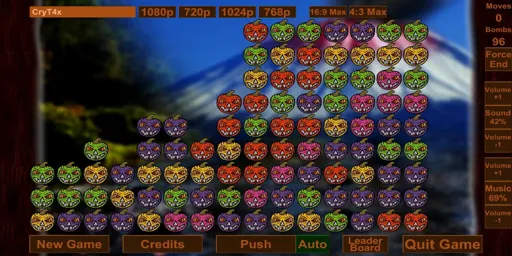 CryT4x 1080p 720p 1024p 768p 16:9 Max 4:3 Max
Moves
0
Bombs
96
Force
End
Volume
+1
Sound
42%
Volume
-1
Volume
+1
Music
69%
Volume
-1
New Game Credits Push Auto Leader Board Quit Game